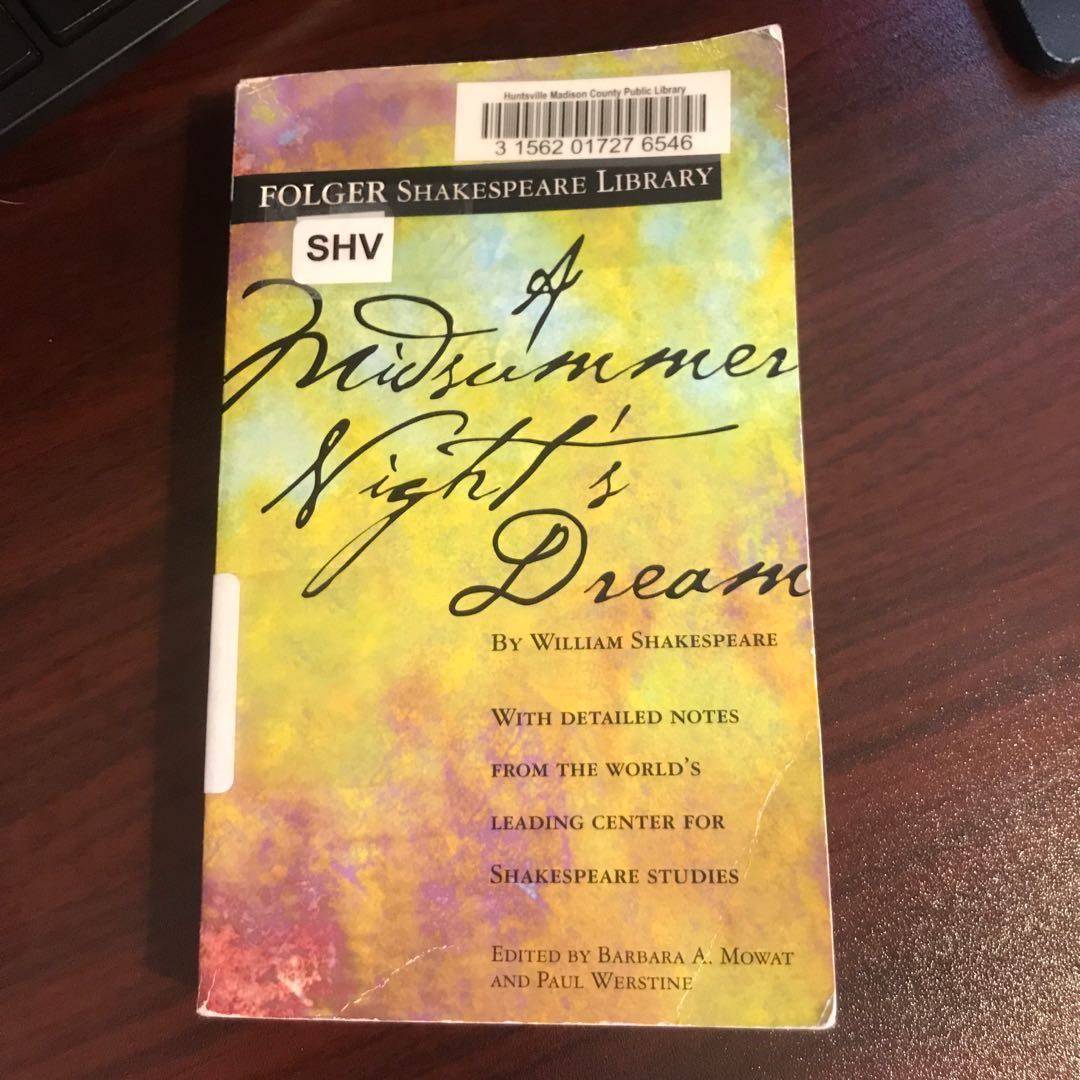 Huntsville Madison County Public Library
3 1562 01727 6546
FOLGER SHAKESPEARE LIBRARY
SHV
A
Midsummer
Night's
Dream
BY WILLIAM SHAKESPEARE
WITH DETAILED NOTES
FROM THE WORLD'S
LEADING CENTER FOR
SHAKESPEARE STUDIES
EDITED BY BARBARA A. MOWAT
AND PAUL WERSTINE